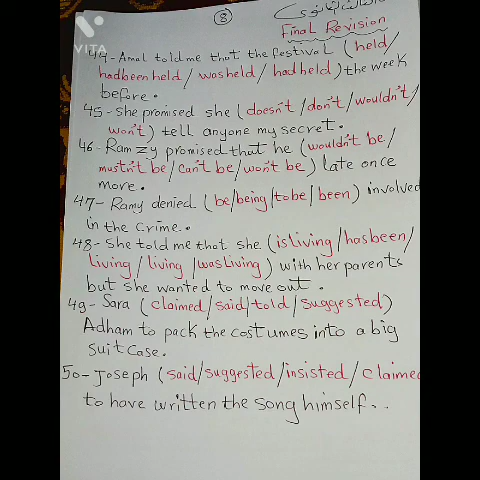 VITA
8
Final Revision
44- Amal told me that the festival (held/
had been held/ was held/ had held) the week
before.
45- She promised she (doesn't/don't/wouldn't/
won't) tell anyone my secret.
46- Ramzy promised that he (wouldn't be/
mustn't be/can't be/won't be) late once
more.
47- Ramy denied (be/being/to be/been) involved
in the crime..
48- She told me that she (is living/has been/
living/living/was living) with her parents
but she wanted to move out.
49- Sara (claimed/said/told/suggested)
Adham to pack the costumes into a big
suitcase.
50- Joseph (said/suggested/insisted/claimed
to have written the song himself..